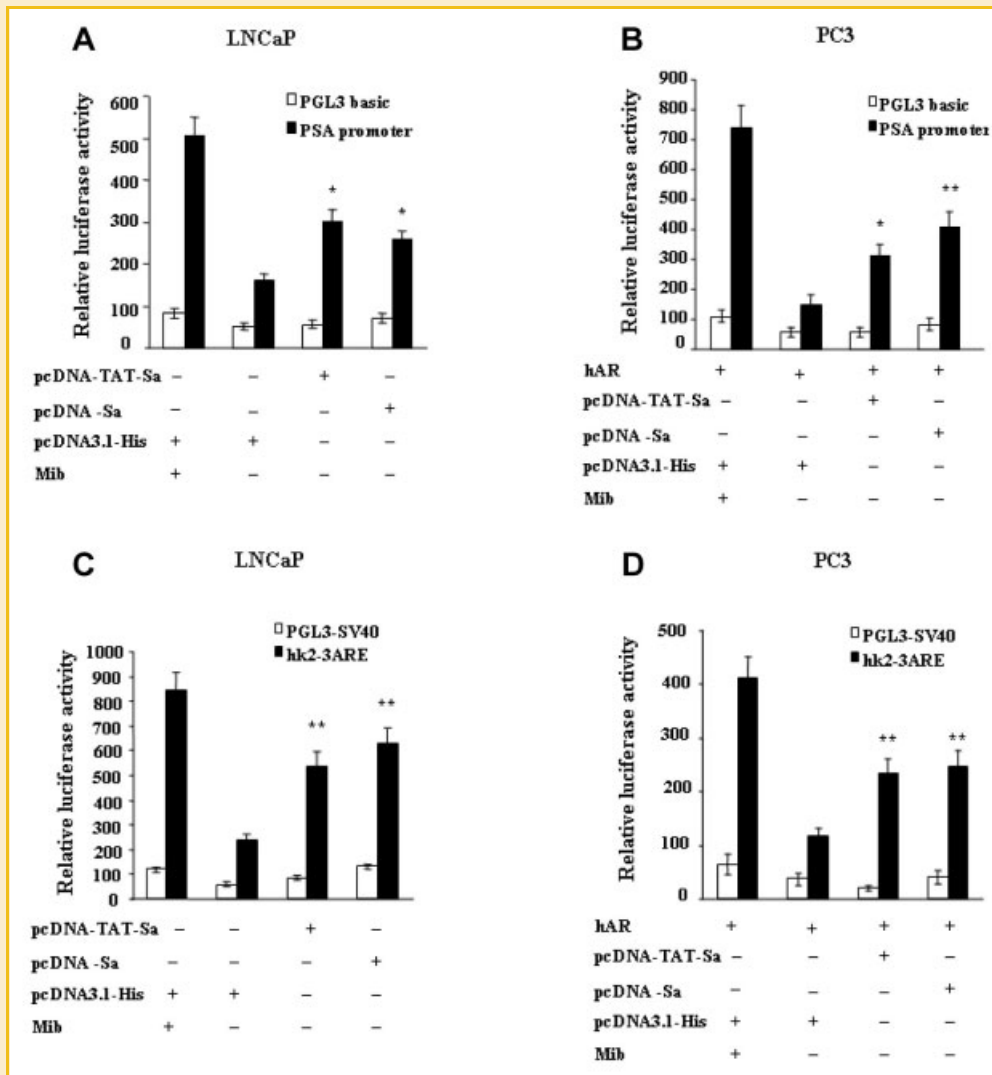 A
LNCaP
Relative luciferase activity
PGL3 basic
PSA promoter
600
500
400
300
200
100
0
*
*
pcDNA-TAT-Sa – – + –
pcDNA -Sa – – – +
pcDNA3.1-His + + – –
Mib + – – –
B
PC3
Relative luciferase activity
PGL3 basic
PSA promoter
900
800
700
600
500
400
300
200
100
0
*
**
hAR + + + +
pcDNA-TAT-Sa – – + –
pcDNA -Sa – – – +
pcDNA3.1-His + + – –
Mib + – – –
C
LNCaP
Relative luciferase activity
PGL3-SV40
hk2-3ARE
1000
900
800
700
600
500
400
300
200
100
0
**
**
pcDNA-TAT-Sa – – + –
pcDNA -Sa – – – +
pcDNA3.1-His + + – –
Mib + – – –
D
PC3
Relative luciferase activity
PGL3-SV40
hk2-3ARE
500
400
300
200
100
0
**
**
hAR + + + +
pcDNA-TAT-Sa – – + –
pcDNA -Sa – – – +
pcDNA3.1-His + + – –
Mib + – – –